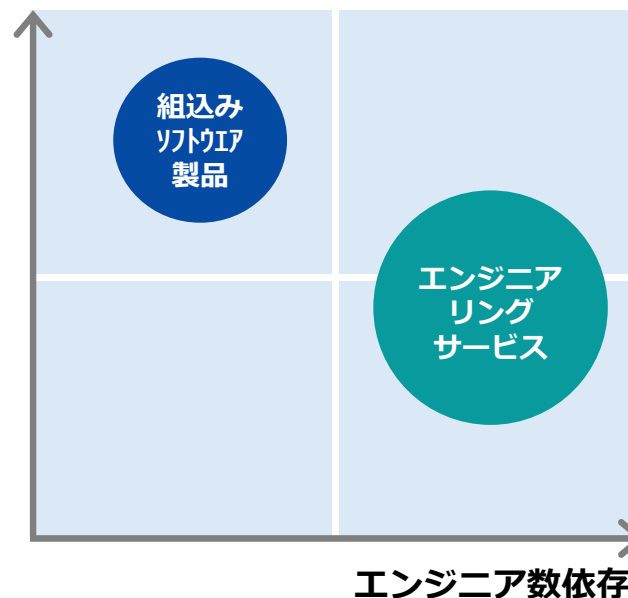 組込み
ソフトウエア
製品
エンジニア
リング
サービス
エンジニア数依存